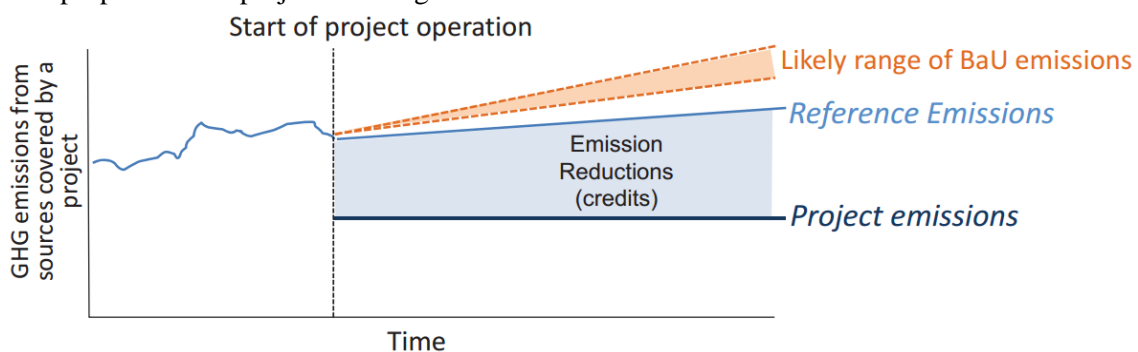 Start of project operation
GHG emissions from
sources covered by a
project
Likely range of BaU emissions
Reference Emissions
Emission
Reductions
(credits)
Project emissions
Time